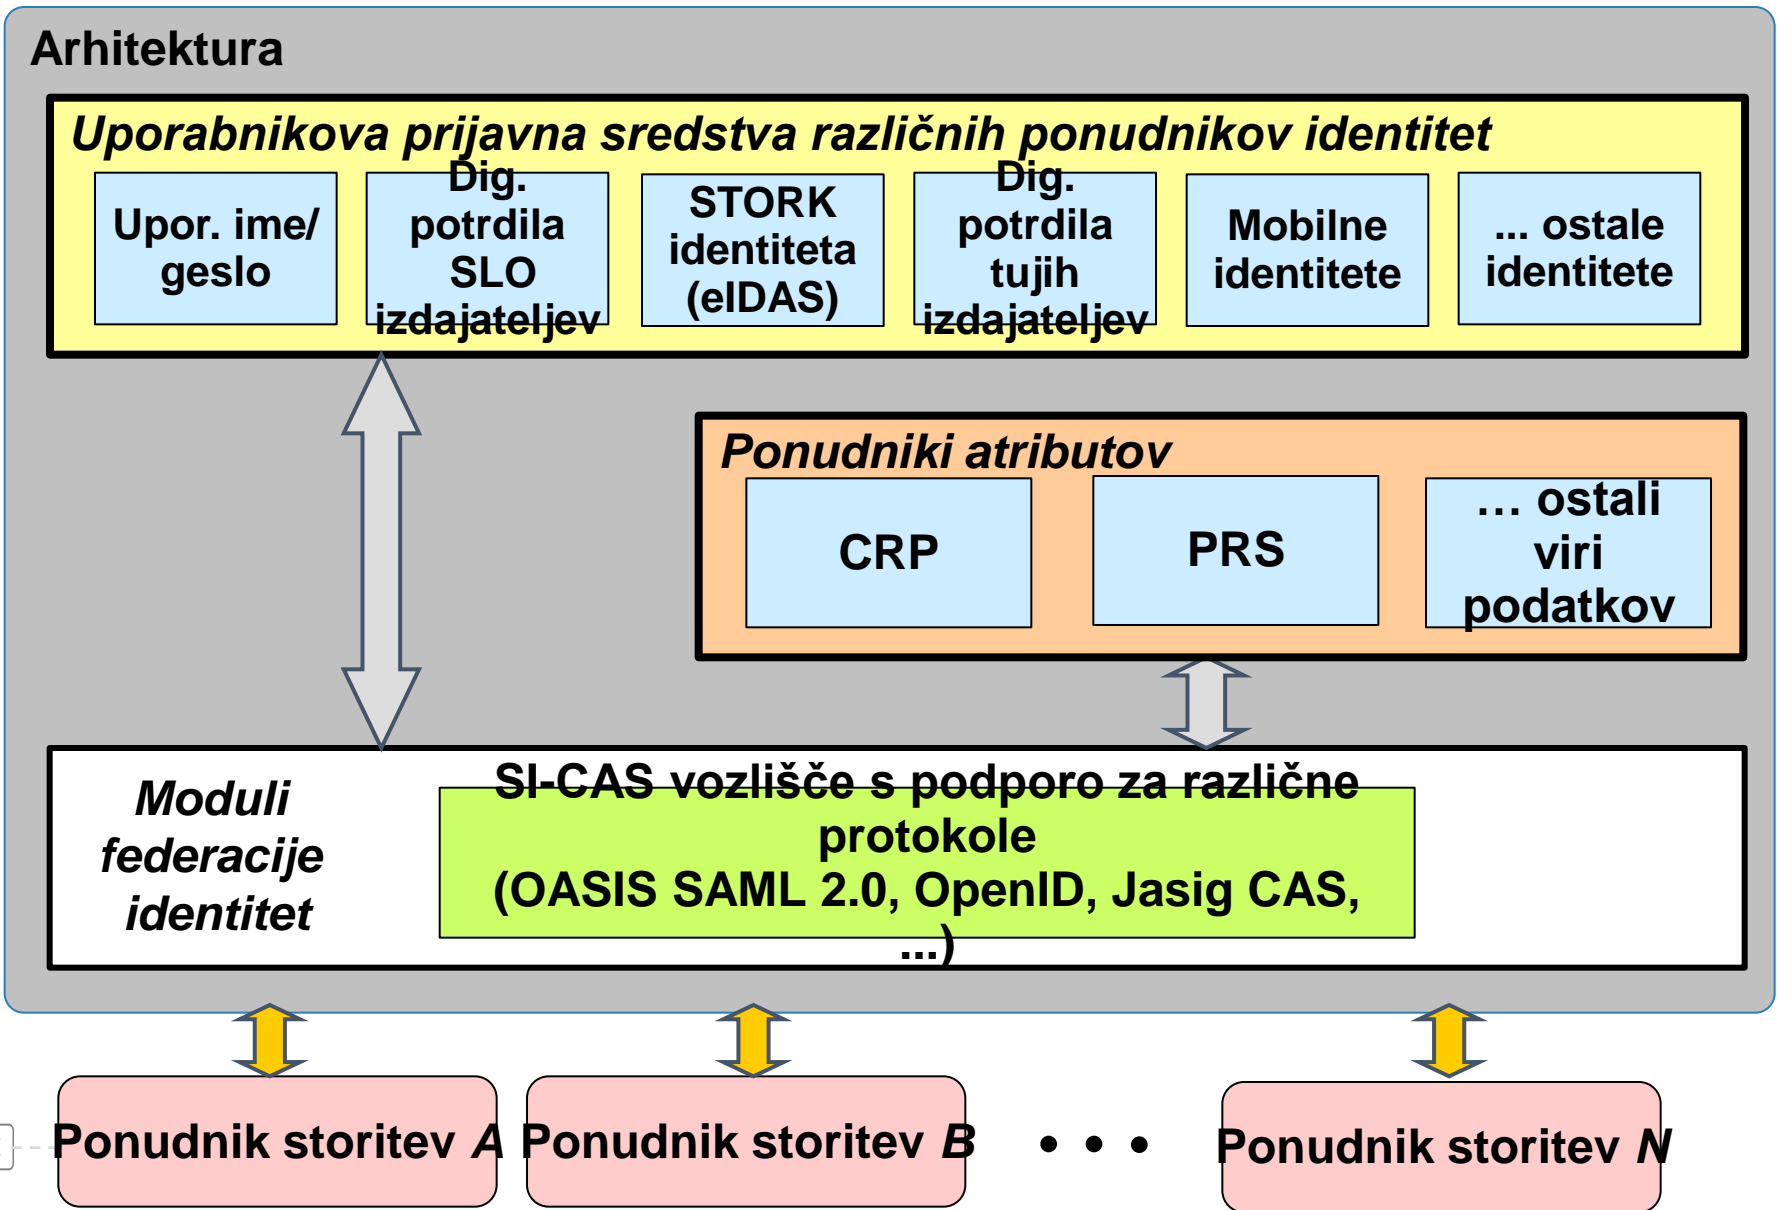 Arhitektura
Uporabnikova prijavna sredstva različnih ponudnikov identitet
Upor. ime/
geslo
Dig.
potrdila
SLO
izdajateljev
STORK
identiteta
(eIDAS)
Dig.
potrdila
tujih
izdajateljev
Mobilne
identitete
... ostale
identitete
Ponudniki atributov
CRP
PRS
... ostali
viri
podatkov
Moduli
federacije
identitet
SI-CAS vozlišče s podporo za različne
protokole
(OASIS SAML 2.0, OpenID, Jasig CAS,
...)
Ponudnik storitev A
Ponudnik storitev B
• • •
Ponudnik storitev N